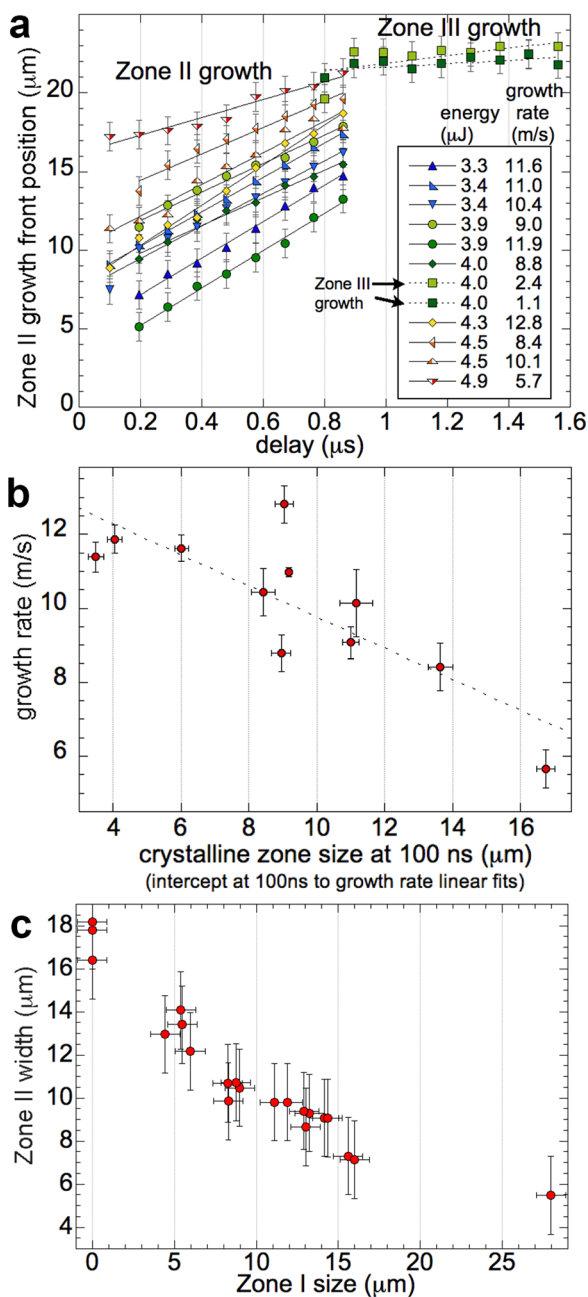 a
Zone III growth
Zone II growth
Zone II growth front position (μm)
20
15
10
5
0
energy growth rate
(μJ) (m/s)
3.3 11.6
3.4 11.0
3.4 10.4
3.9 9.0
3.9 11.9
4.0 8.8
4.0 2.4
4.0 1.1
4.3 12.8
4.5 8.4
4.5 10.1
4.9 5.7
Zone III
growth
0 0.2 0.4 0.6 0.8 1 1.2 1.4 1.6
delay (μs)
b
growth rate (m/s)
12
10
8
6
4 6 8 10 12 14 16
crystalline zone size at 100 ns (μm)
(intercept at 100ns to growth rate linear fits)
c
Zone II width (μm)
18
16
14
12
10
8
6
4
0 5 10 15 20 25
Zone I size (μm)